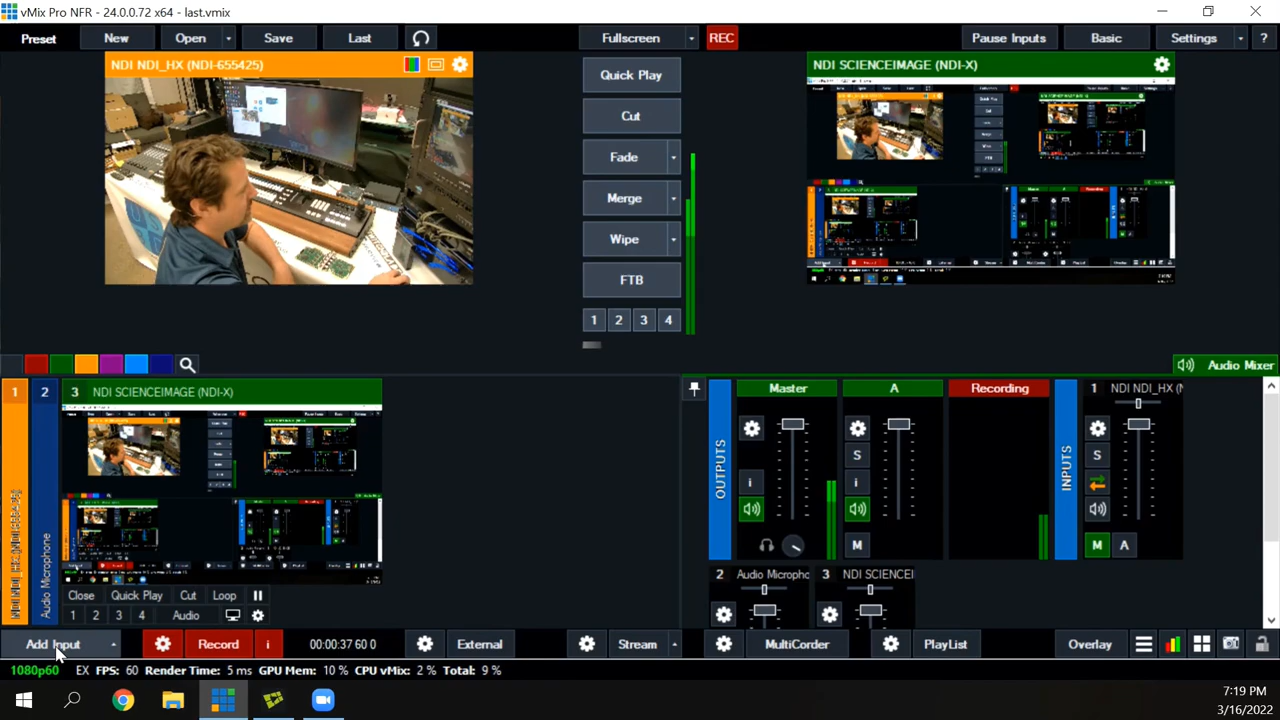 vMix Pro NFR - 24.0.0.72 x64 - last.vmix
Preset New Open Save Last Fullscreen REC Pause Inputs Basic Settings ?
NDI NDI_HX (NDI-655425)
NDI SCIENCEIMAGE (NDI-X)
Quick Play
Cut
Fade
Merge
Wipe
FTB
1 2 3 4
Audio Mixer
1
2
Audio Microphone
3 NDI SCIENCEIMAGE (NDI-X)
Close Quick Play Cut Loop
1 2 3 4 Audio
OUTPUTS
Master
i
A
S
i
M
Recording
INPUTS
1 NDI NDI_HX (
S
M A
2 Audio Micropho
3 NDI SCIENCEI
Add Input Record i 00:00:37 60 0 External Stream MultiCorder PlayList Overlay
1080p60 EX FPS: 60 Render Time: 5 ms GPU Mem: 10 % CPU vMix: 2 % Total: 9 %
7:19 PM
3/16/2022